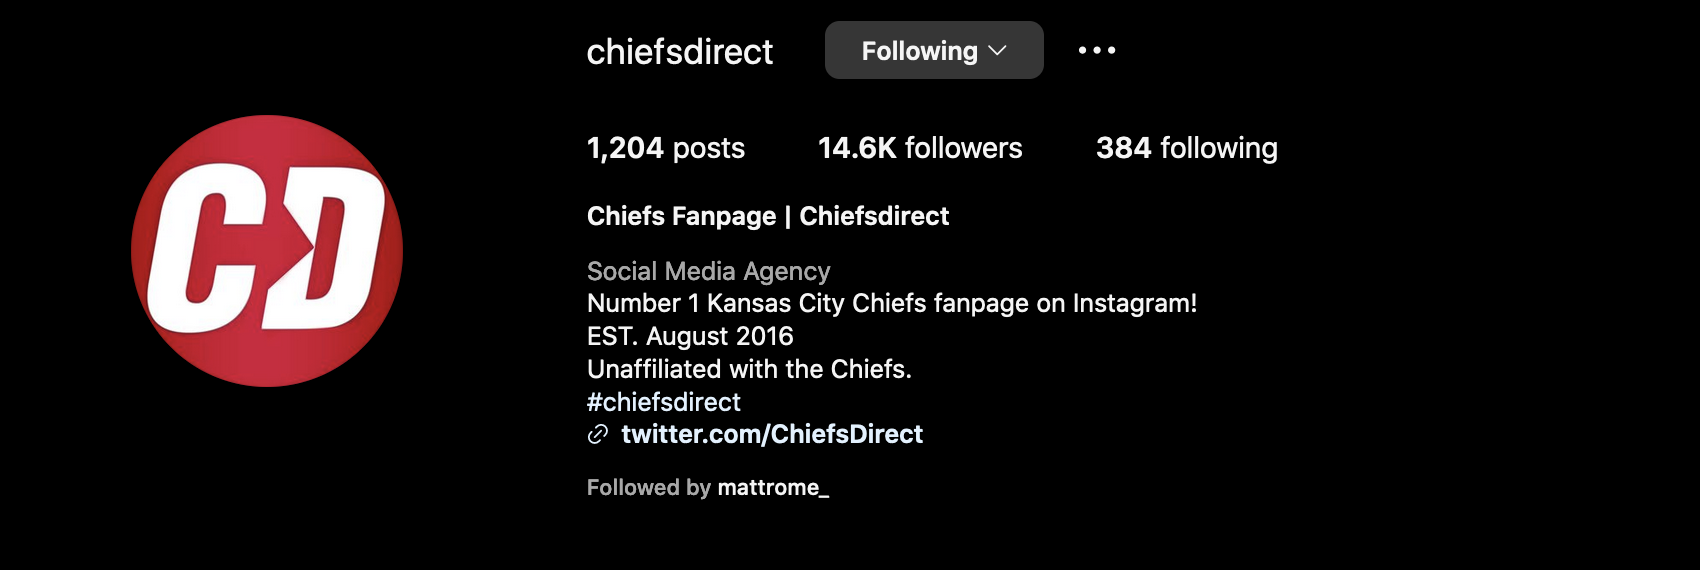 chiefsdirect Following
1,204 posts 14.6K followers 384 following
CD
Chiefs Fanpage | Chiefsdirect
Social Media Agency
Number 1 Kansas City Chiefs fanpage on Instagram!
EST. August 2016
Unaffiliated with the Chiefs.
#chiefsdirect
twitter.com/ChiefsDirect
Followed by mattrome_